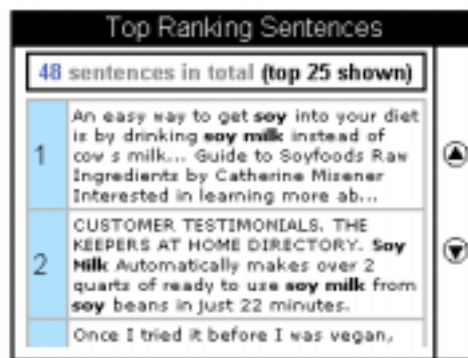 Top Ranking Sentences
48 sentences in total (top 25 shown)
1
An easy way to get soy into your diet
is by drinking soy milk instead of
cow s milk... Guide to Soyfoods Raw
Ingredients by Catherine Misener
Interested in learning more ab...
2
CUSTOMER TESTIMONIALS. THE
KEEPERS AT HOME DIRECTORY. Soy
Milk Automatically makes over 2
quarts of ready to use soy milk from
soy beans in just 22 minutes.
Once I tried it before I was vegan,